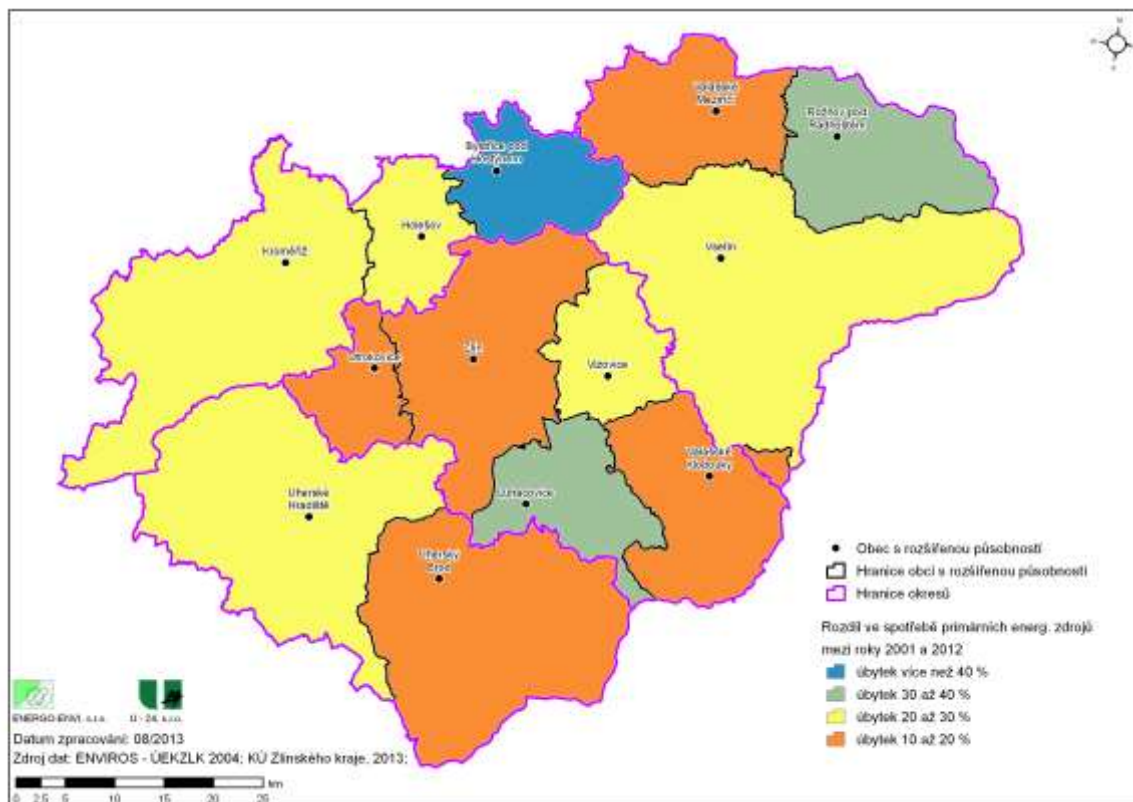 Valašské
Meziříčí
Rožnov pod
Radhoštěm
Bystřice pod
Hostýnem
Holešov
Kroměříž
Vsetín
Otrokovice
Zlín
Vizovice
Valašské
Klobouky
Luhačovice
Uherské
Hradiště
Uherský
Brod
Obec s rozšířenou působností
Hranice obcí s rozšířenou působností
Hranice okresů
Rozdíl ve spotřebě primárních energ. zdrojů
mezi roky 2001 a 2012
úbytek více než 40 %
úbytek 30 až 40 %
úbytek 20 až 30 %
úbytek 10 až 20 %
ENERGO-ENVI, s.r.o. U - 24, s.r.o.
Datum zpracování: 08/2013
Zdroj dat: ENVIROS - ÚEKZLK 2004; KÚ Zlínského kraje, 2013;
km
0 2,5 5 10 15 20 25